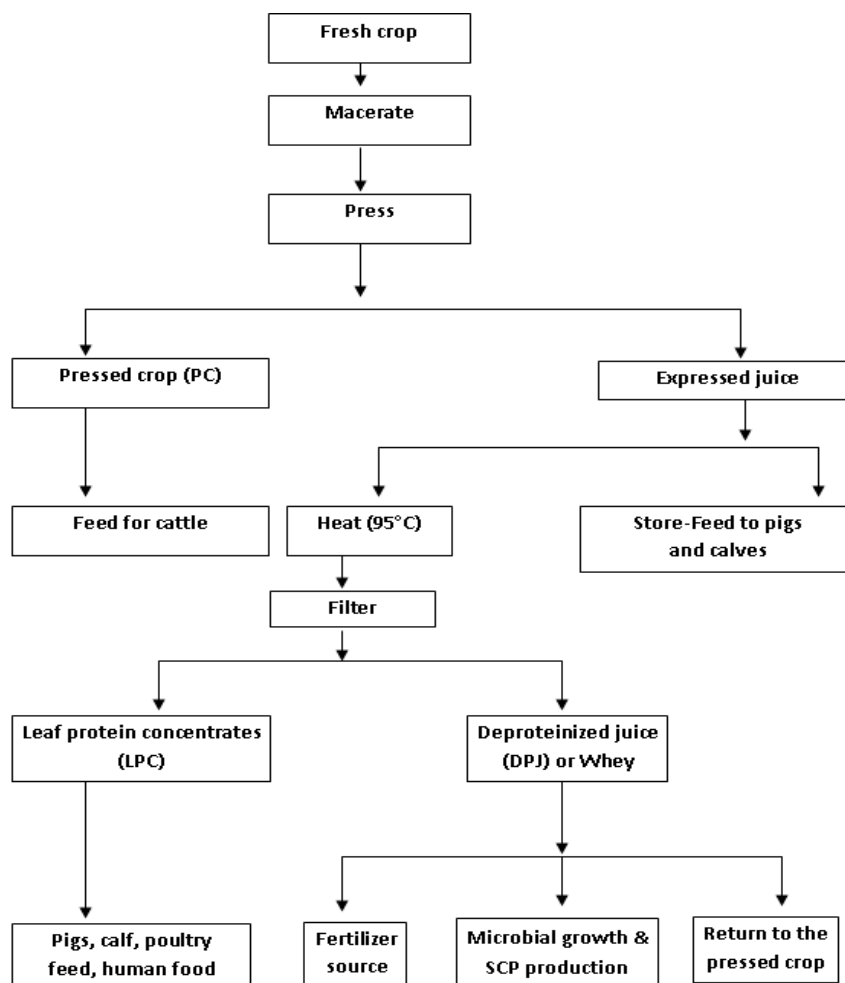 Fresh crop
Macerate
Press
Pressed crop (PC)
Expressed juice
Feed for cattle
Heat (95°C)
Store-Feed to pigs
and calves
Filter
Leaf protein concentrates
(LPC)
Deproteinized juice
(DPJ) or Whey
Pigs, calf, poultry
feed, human food
Fertilizer
source
Microbial growth &
SCP production
Return to the
pressed crop